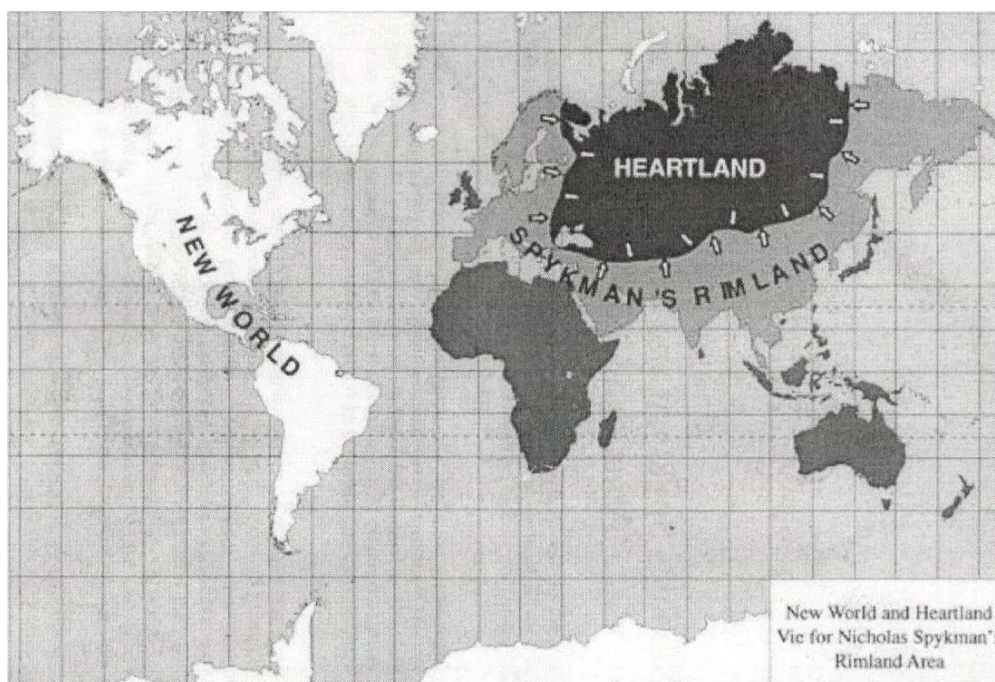 HEARTLAND
NEW WORLD
SPYKMAN'S RIMLAND
New World and Heartland
Vie for Nicholas Spykman's
Rimland Area